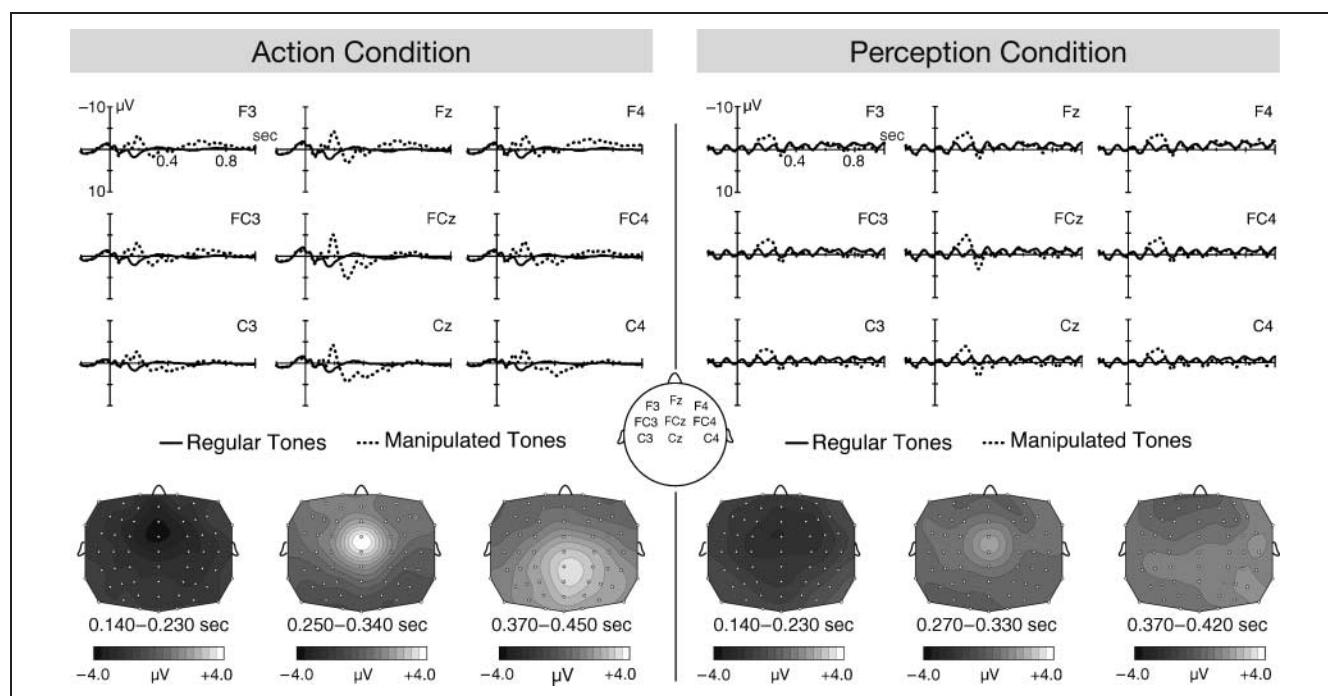 Action Condition
Perception Condition
−10 µV
F3
sec
0.4 0.8
10
Fz
F4
FC3
FCz
FC4
C3
Cz
C4
−10 µV
F3
sec
0.4 0.8
10
Fz
F4
FC3
FCz
FC4
C3
Cz
C4
F3 Fz F4
FC3 FCz FC4
C3 Cz C4
Regular Tones Manipulated Tones
Regular Tones Manipulated Tones
0.140–0.230 sec
0.250–0.340 sec
0.370–0.450 sec
0.140–0.230 sec
0.270–0.330 sec
0.370–0.420 sec
−4.0 µV +4.0
−4.0 µV +4.0
−4.0 µV +4.0
−4.0 µV +4.0
−4.0 µV +4.0
−4.0 µV +4.0